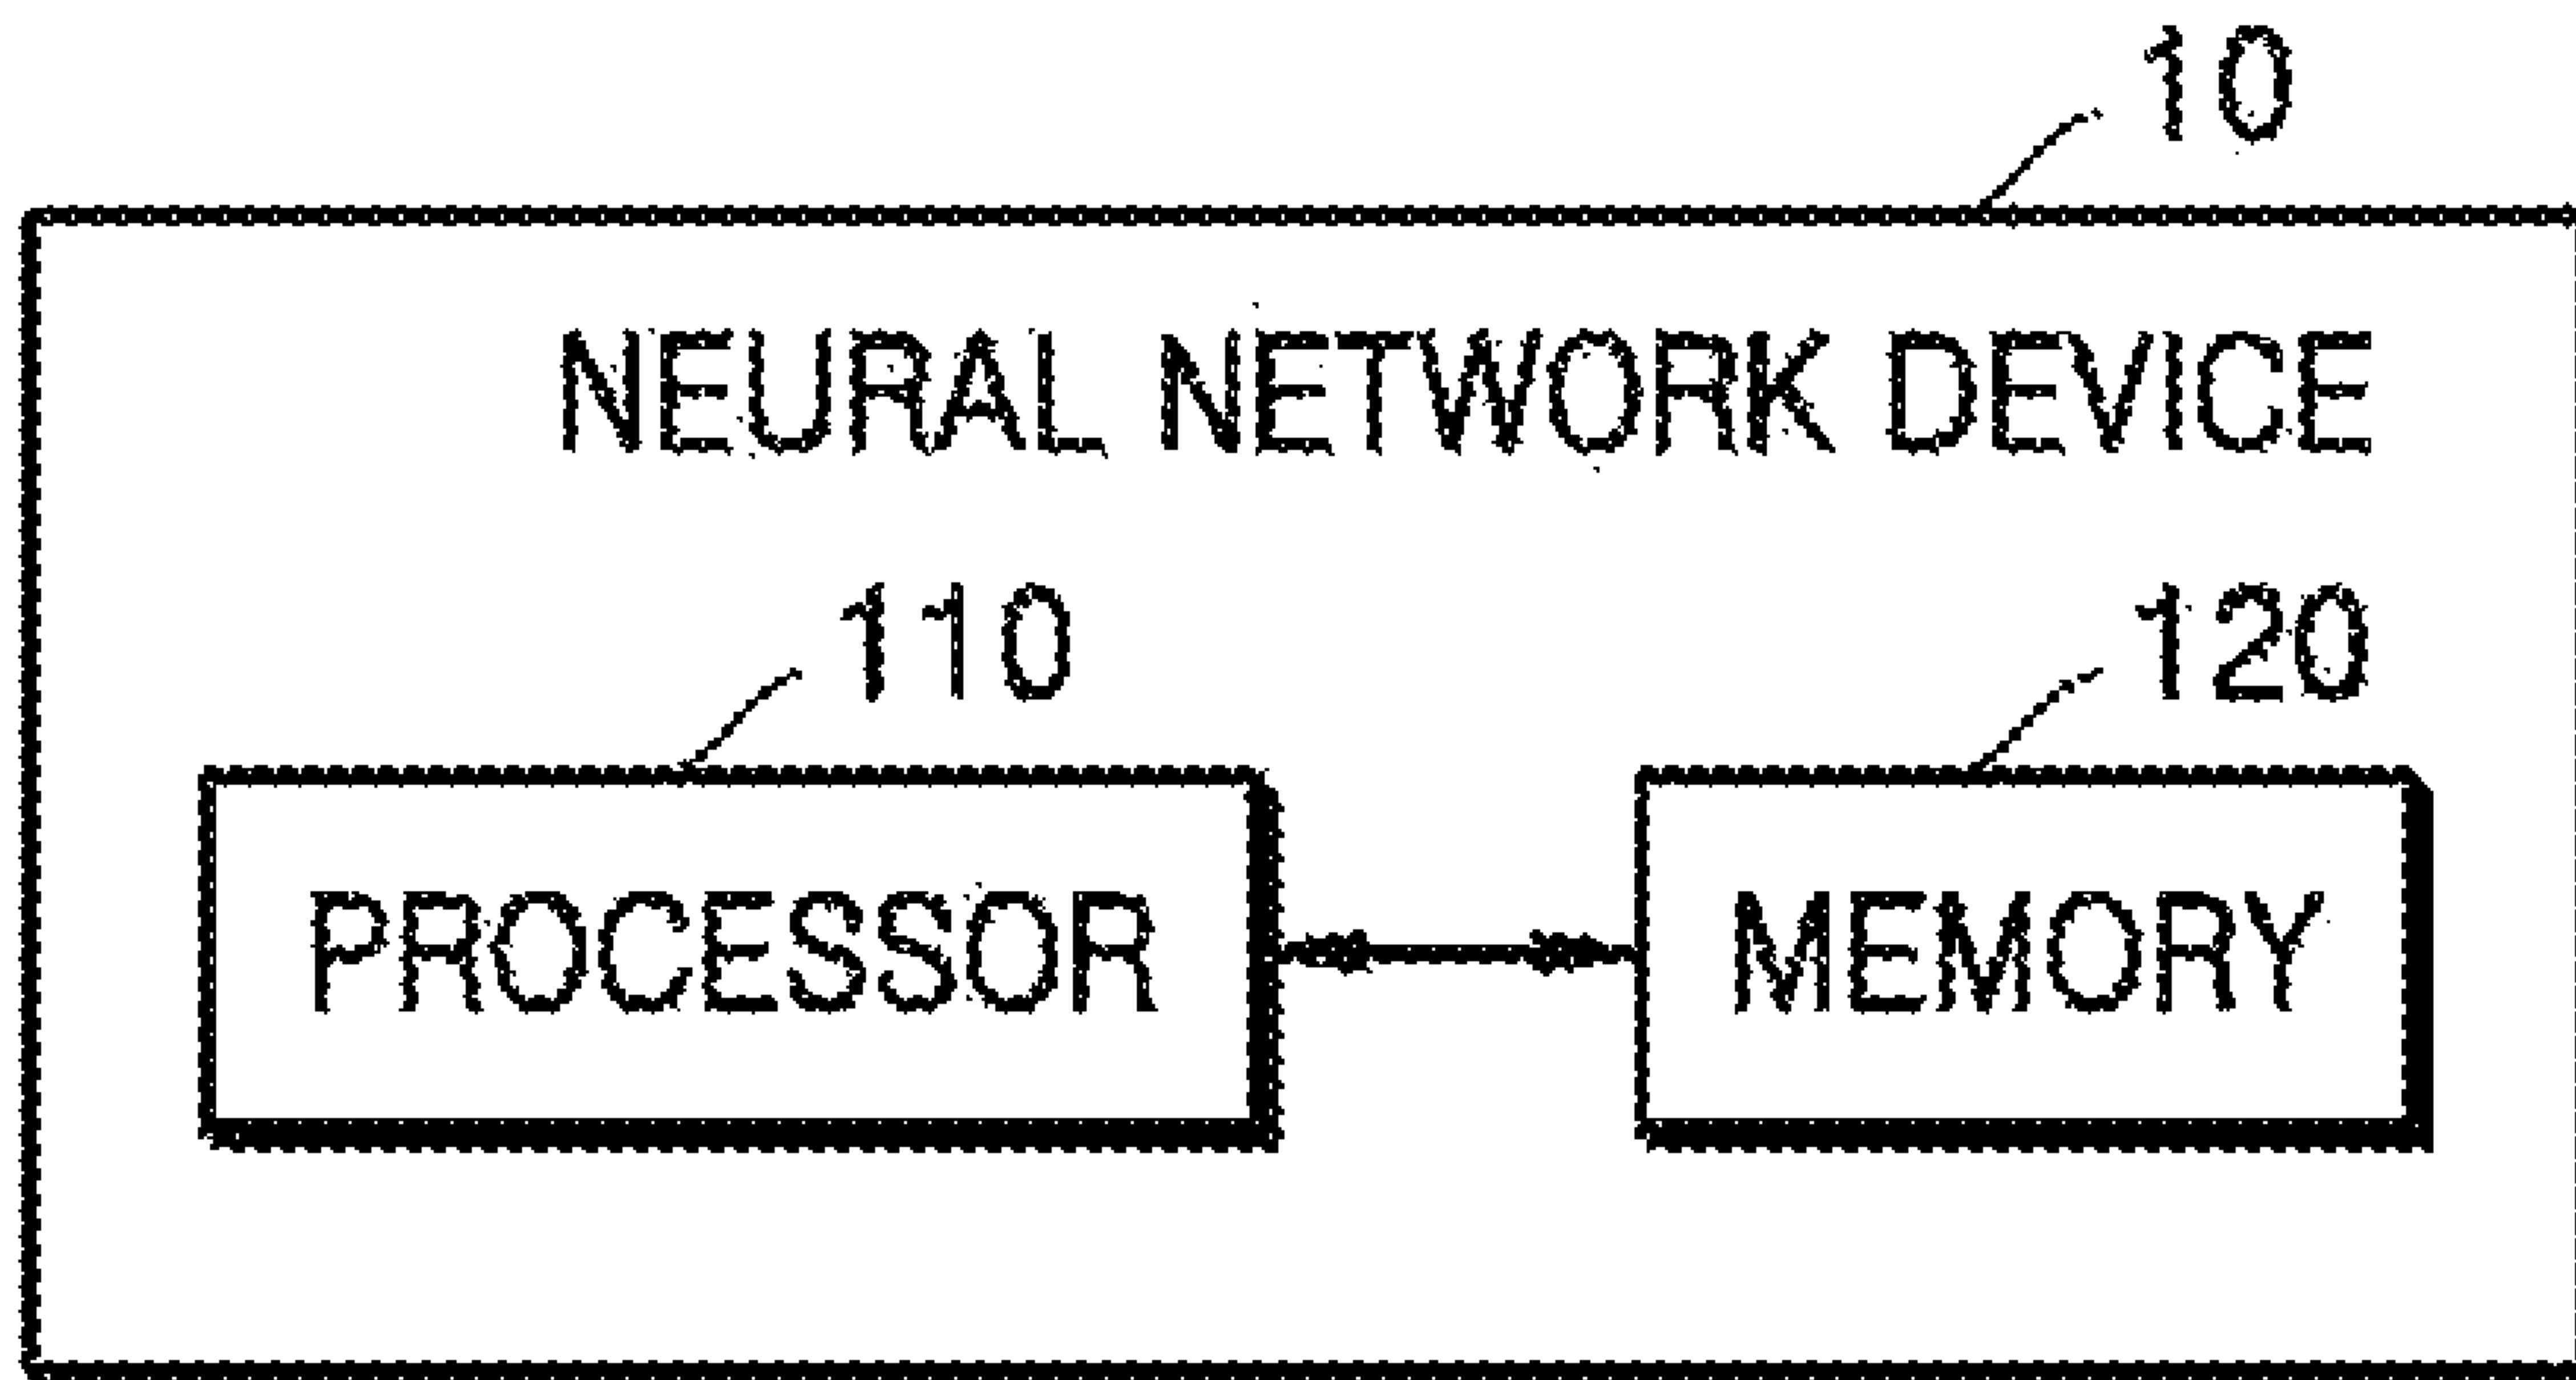 10
NEURAL NETWORK DEVICE
110
120
PROCESSOR
MEMORY